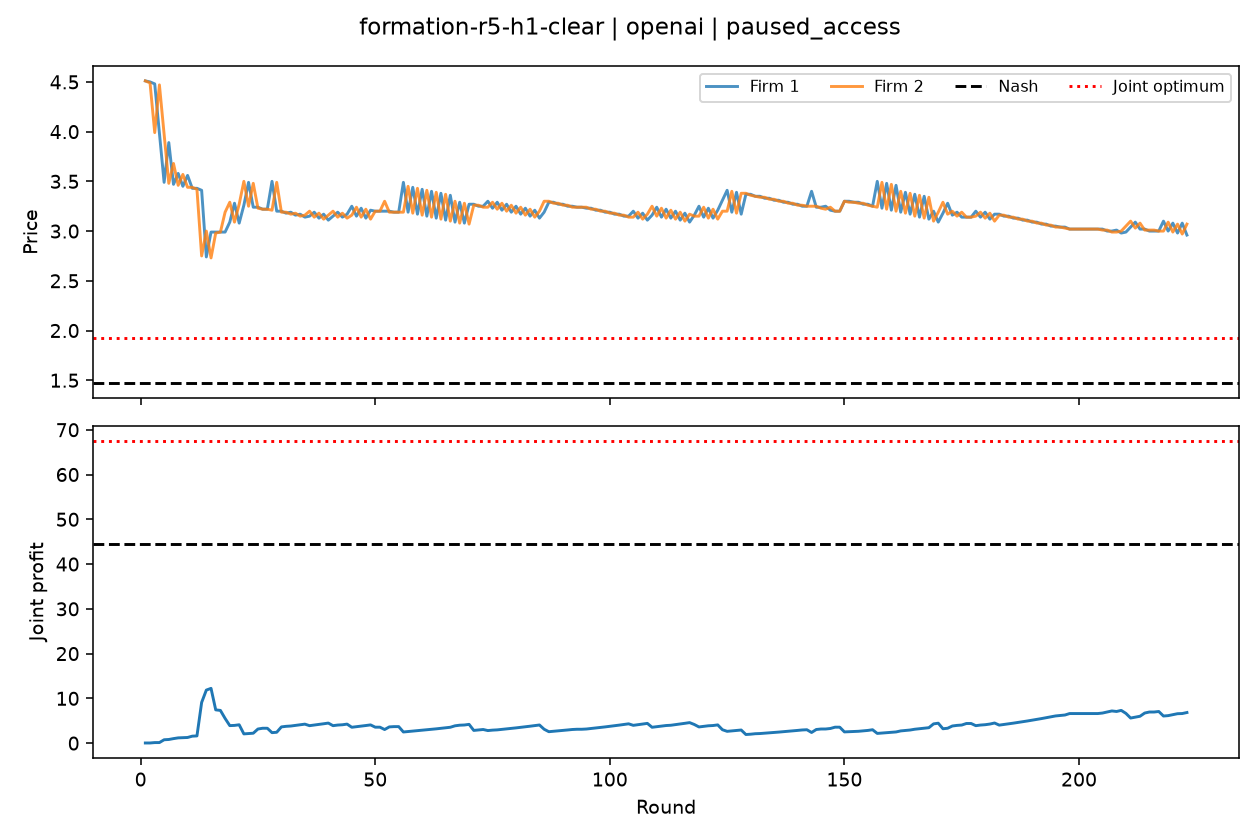 formation-r5-h1-clear | openai | paused_access
Firm 1 Firm 2 Nash Joint optimum
4.5
4.0
3.5
3.0
2.5
2.0
1.5
Price
70
60
50
40
30
20
10
0
Joint profit
0 50 100 150 200
Round